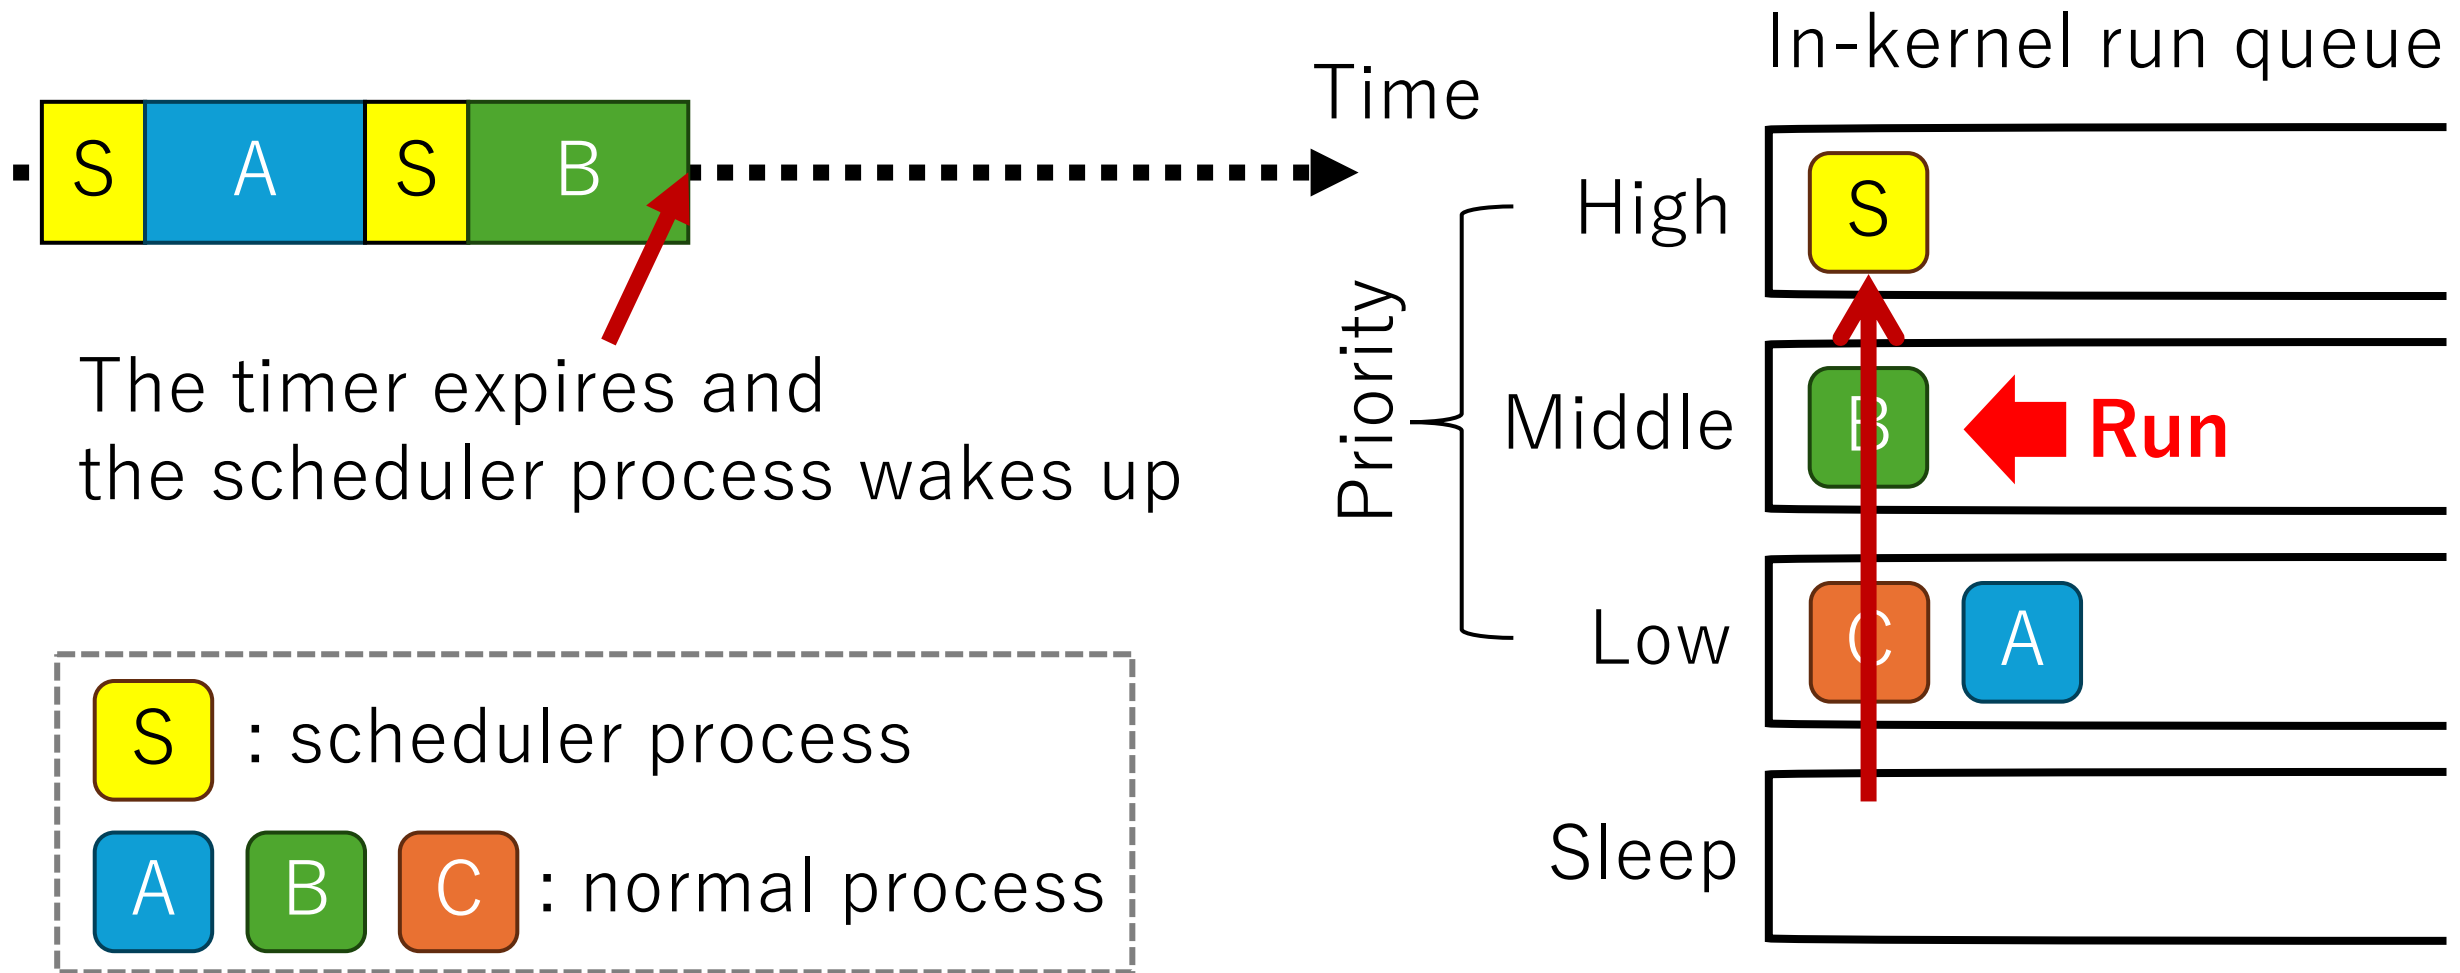 S A S B
Time
The timer expires and
the scheduler process wakes up
S : scheduler process
A B C : normal process
In-kernel run queue
Priority
High S
Middle B Run
Low C A
Sleep